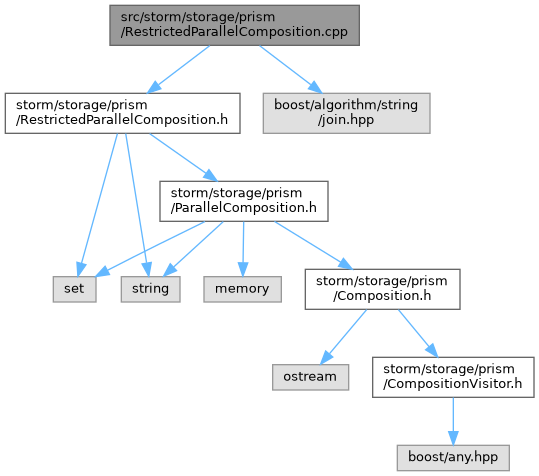 src/storm/storage/prism
/RestrictedParallelComposition.cpp
storm/storage/prism
/RestrictedParallelComposition.h
boost/algorithm/string
/join.hpp
storm/storage/prism
/ParallelComposition.h
set
string
memory
storm/storage/prism
/Composition.h
ostream
storm/storage/prism
/CompositionVisitor.h
boost/any.hpp